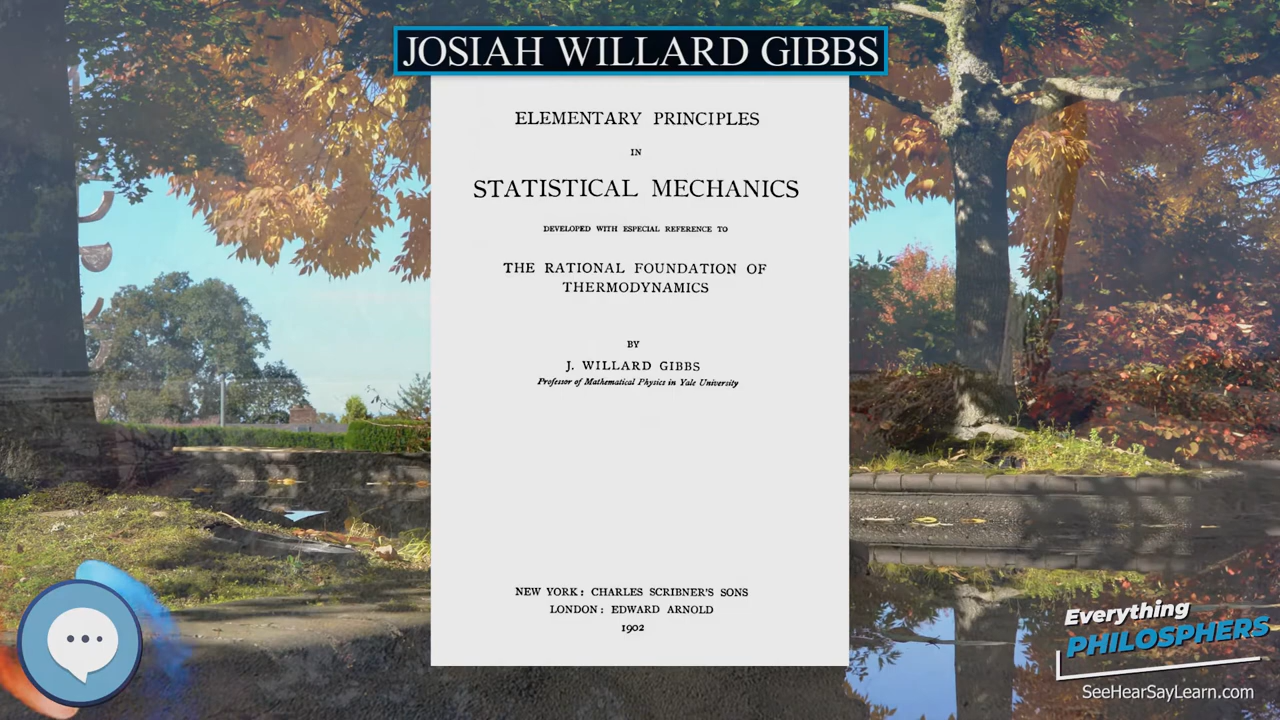 JOSIAH WILLARD GIBBS
ELEMENTARY PRINCIPLES
IN
STATISTICAL MECHANICS
DEVELOPED WITH ESPECIAL REFERENCE TO
THE RATIONAL FOUNDATION OF
THERMODYNAMICS
BY
J. WILLARD GIBBS
Professor of Mathematical Physics in Yale University
NEW YORK: CHARLES SCRIBNER'S SONS
LONDON: EDWARD ARNOLD
1902
Everything
PHILOSPHERS
SeeHearSayLearn.com